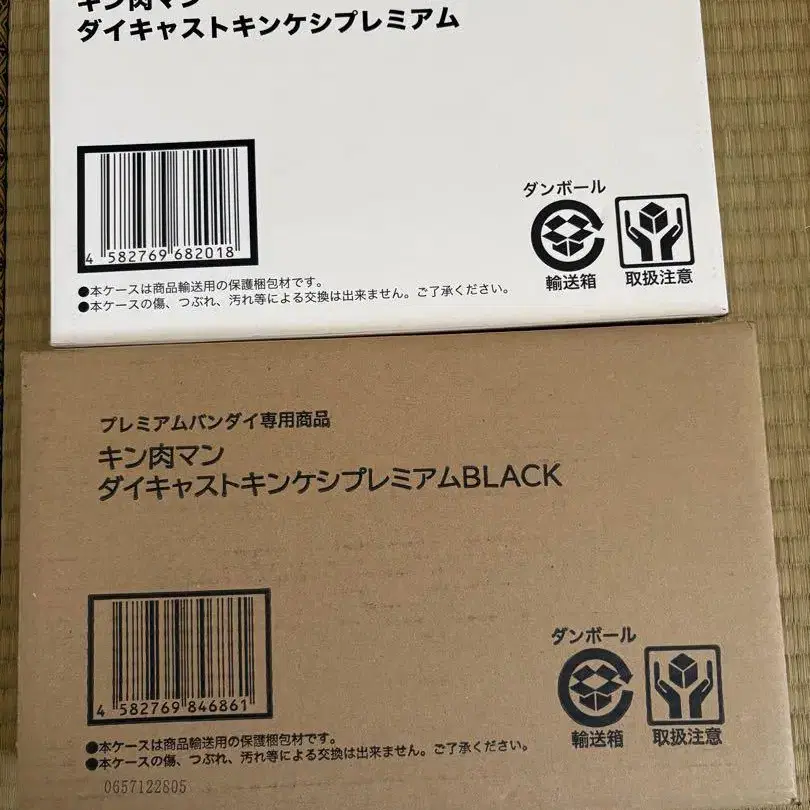 キン肉マン
ダイキャストキンケシプレミアム
4 582769 682018
ダンボール
輸送箱
取扱注意
●本ケースは商品輸送用の保護梱包材です。
●本ケースの傷、つぶれ、汚れ等による交換は出来ません。ご了承ください。
プレミアムバンダイ専用商品
キン肉マン
ダイキャストキンケシプレミアムBLACK
4 582769 846861
ダンボール
輸送箱
取扱注意
●本ケースは商品輸送用の保護梱包材です。
●本ケースの傷、つぶれ、汚れ等による交換は出来ません。ご了承ください。
0657122805